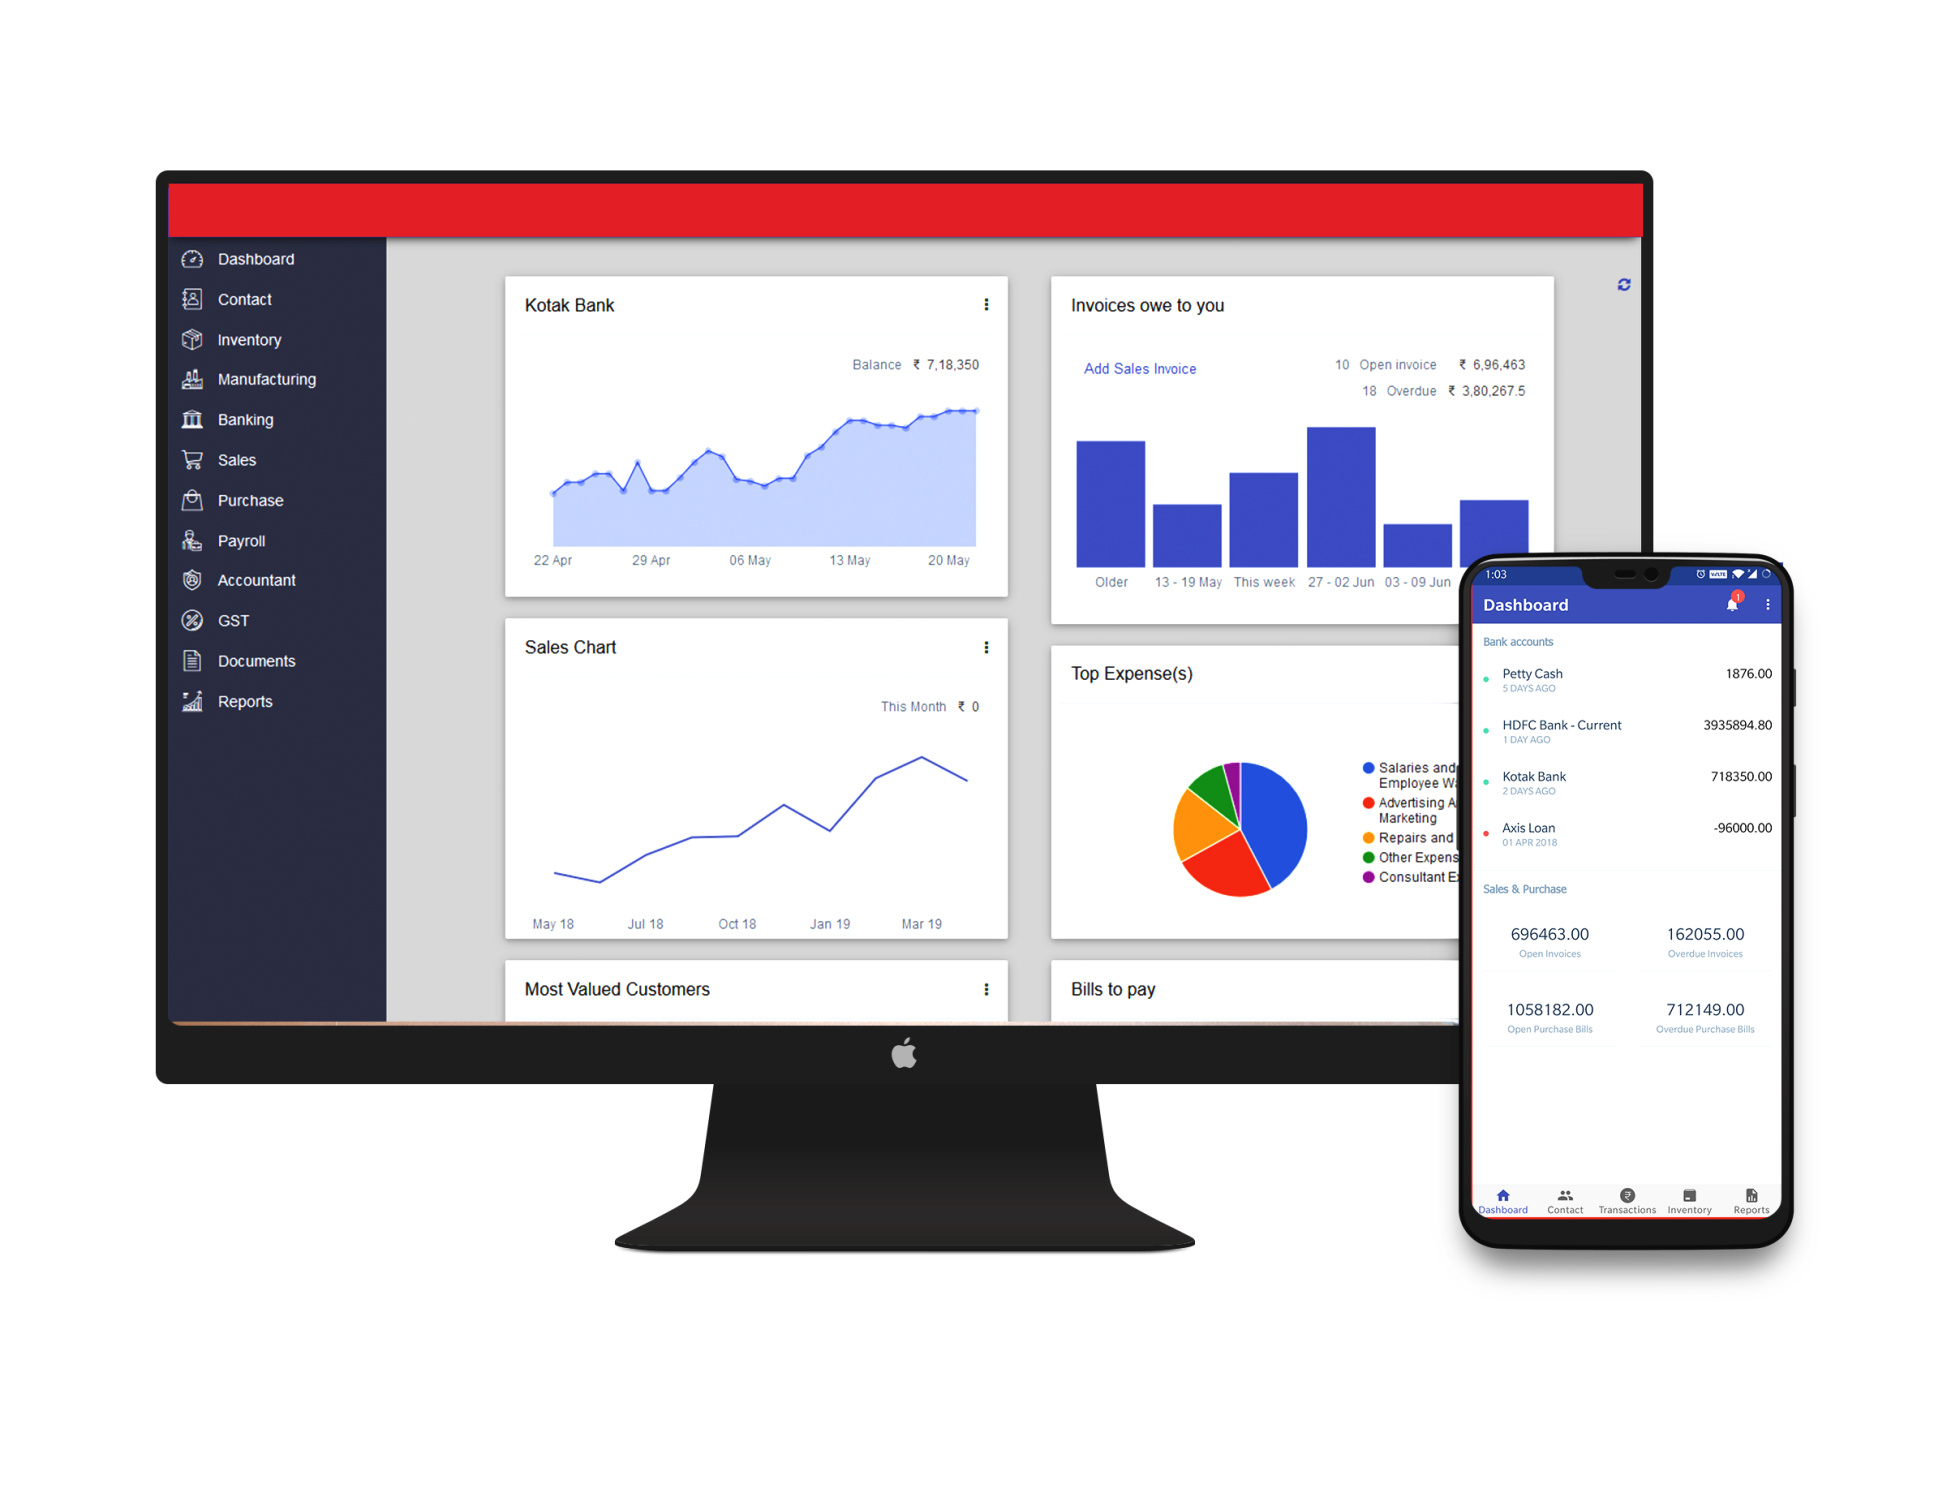 Dashboard
Contact
Inventory
Manufacturing
Banking
Sales
Purchase
Payroll
Accountant
GST
Documents
Reports
Kotak Bank
Balance ₹ 7,18,350
22 Apr 29 Apr 06 May 13 May 20 May
Invoices owe to you
Add Sales Invoice
10 Open invoice ₹ 6,96,463
18 Overdue ₹ 3,80,267.5
Older 13 - 19 May This week 27 - 02 Jun 03 - 09 Jun
Sales Chart
This Month ₹ 0
May 18 Jul 18 Oct 18 Jan 19 Mar 19
Top Expense(s)
Salaries and
Employee
Advertising
Marketing
Repairs and
Other Expens
Consultant
Most Valued Customers
Bills to pay
1:03
VoLTE
Dashboard
1
Bank accounts
Petty Cash 1876.00
5 DAYS AGO
HDFC Bank - Current 3935894.80
1 DAY AGO
Kotak Bank 718350.00
2 DAYS AGO
Axis Loan -96000.00
01 APR 2018
Sales & Purchase
696463.00 162055.00
Open Invoices Overdue Invoices
1058182.00 712149.00
Open Purchase Bills Overdue Purchase Bills
Dashboard Contact Transactions Inventory Reports